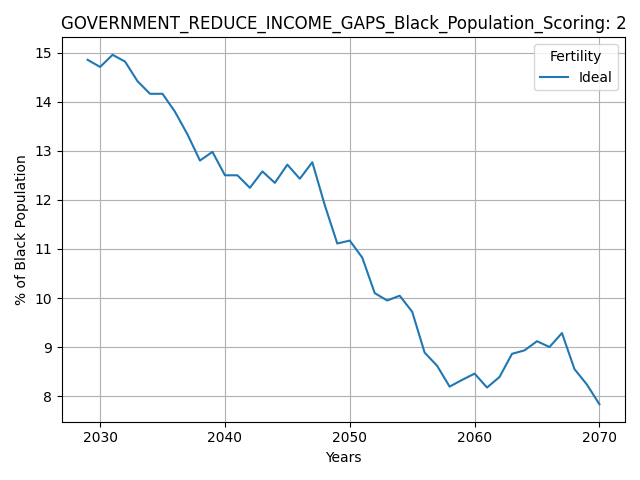 GOVERNMENT_REDUCE_INCOME_GAPS_Black_Population_Scoring: 2
Fertility
Ideal
% of Black Population
15
14
13
12
11
10
9
8
2030 2040 2050 2060 2070
Years